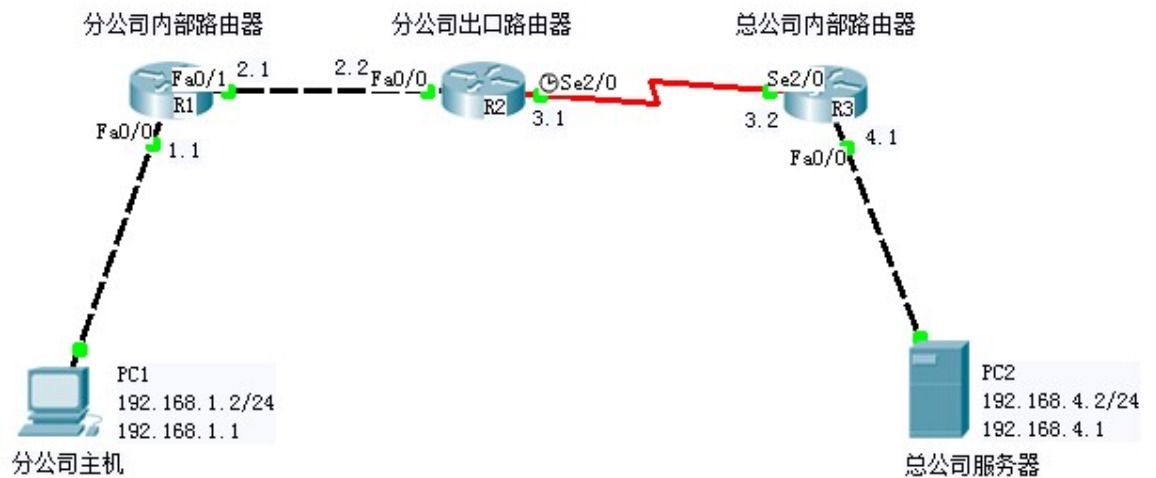 分公司内部路由器
分公司出口路由器
总公司内部路由器
Fa0/1
2.1
2.2
Fa0/0
Se2/0
Se2/0
R1
R2
R3
3.1
3.2
4.1
Fa0/0
1.1
Fa0/0
PC1
192.168.1.2/24
192.168.1.1
分公司主机
PC2
192.168.4.2/24
192.168.4.1
总公司服务器